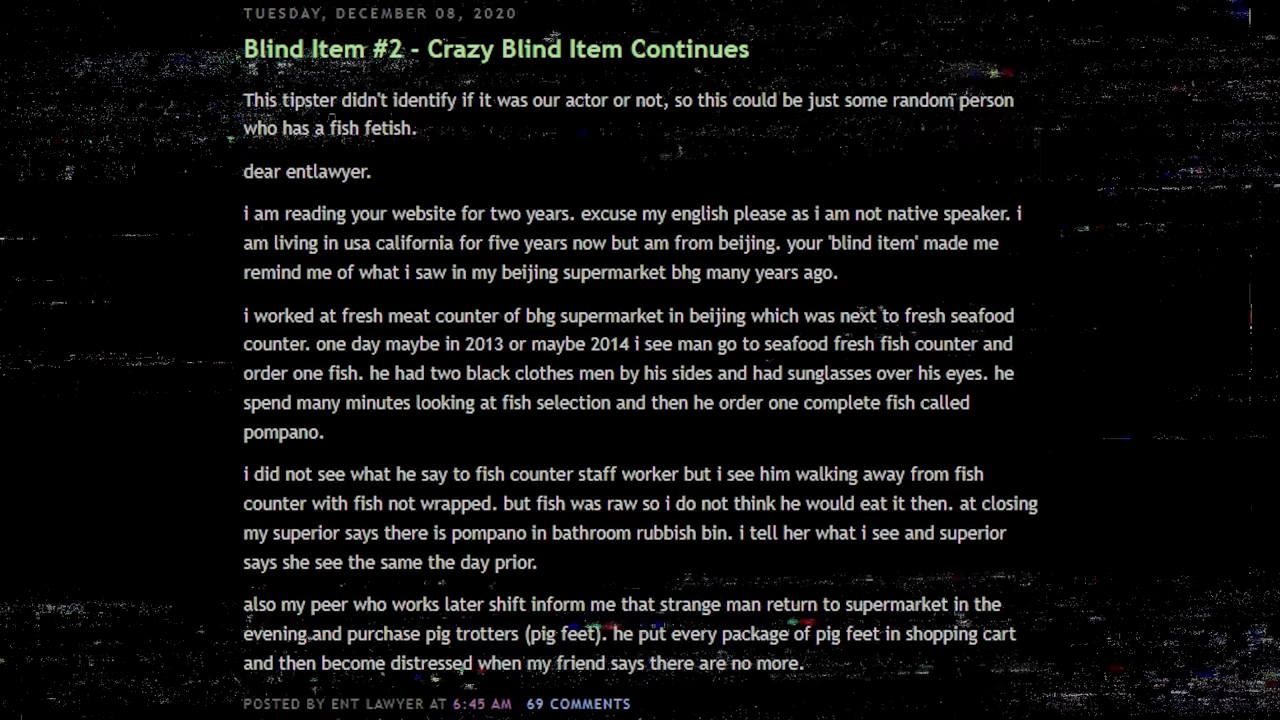 TUESDAY, DECEMBER 08, 2020
Blind Item #2 - Crazy Blind Item Continues
This tipster didn't identify if it was our actor or not, so this could be just some random person
who has a fish fetish.
dear entlawyer.
i am reading your website for two years. excuse my english please as i am not native speaker. i
am living in usa california for five years now but am from beijing. your 'blind item' made me
remind me of what i saw in my beijing supermarket bhg many years ago.
i worked at fresh meat counter of bhg supermarket in beijing which was next to fresh seafood
counter. one day maybe in 2013 or maybe 2014 i see man go to seafood fresh fish counter and
order one fish. he had two black clothes men by his sides and had sunglasses over his eyes. he
spend many minutes looking at fish selection and then he order one complete fish called
pompano.
i did not see what he say to fish counter staff worker but i see him walking away from fish
counter with fish not wrapped. but fish was raw so i do not think he would eat it then. at closing
my superior says there is pompano in bathroom rubbish bin. i tell her what i see and superior
says she see the same the day prior.
also my peer who works later shift inform me that strange man return to supermarket in the
evening and purchase pig trotters (pig feet). he put every package of pig feet in shopping cart
and then become distressed when my friend says there are no more.
POSTED BY ENT LAWYER AT 6:45 AM 69 COMMENTS